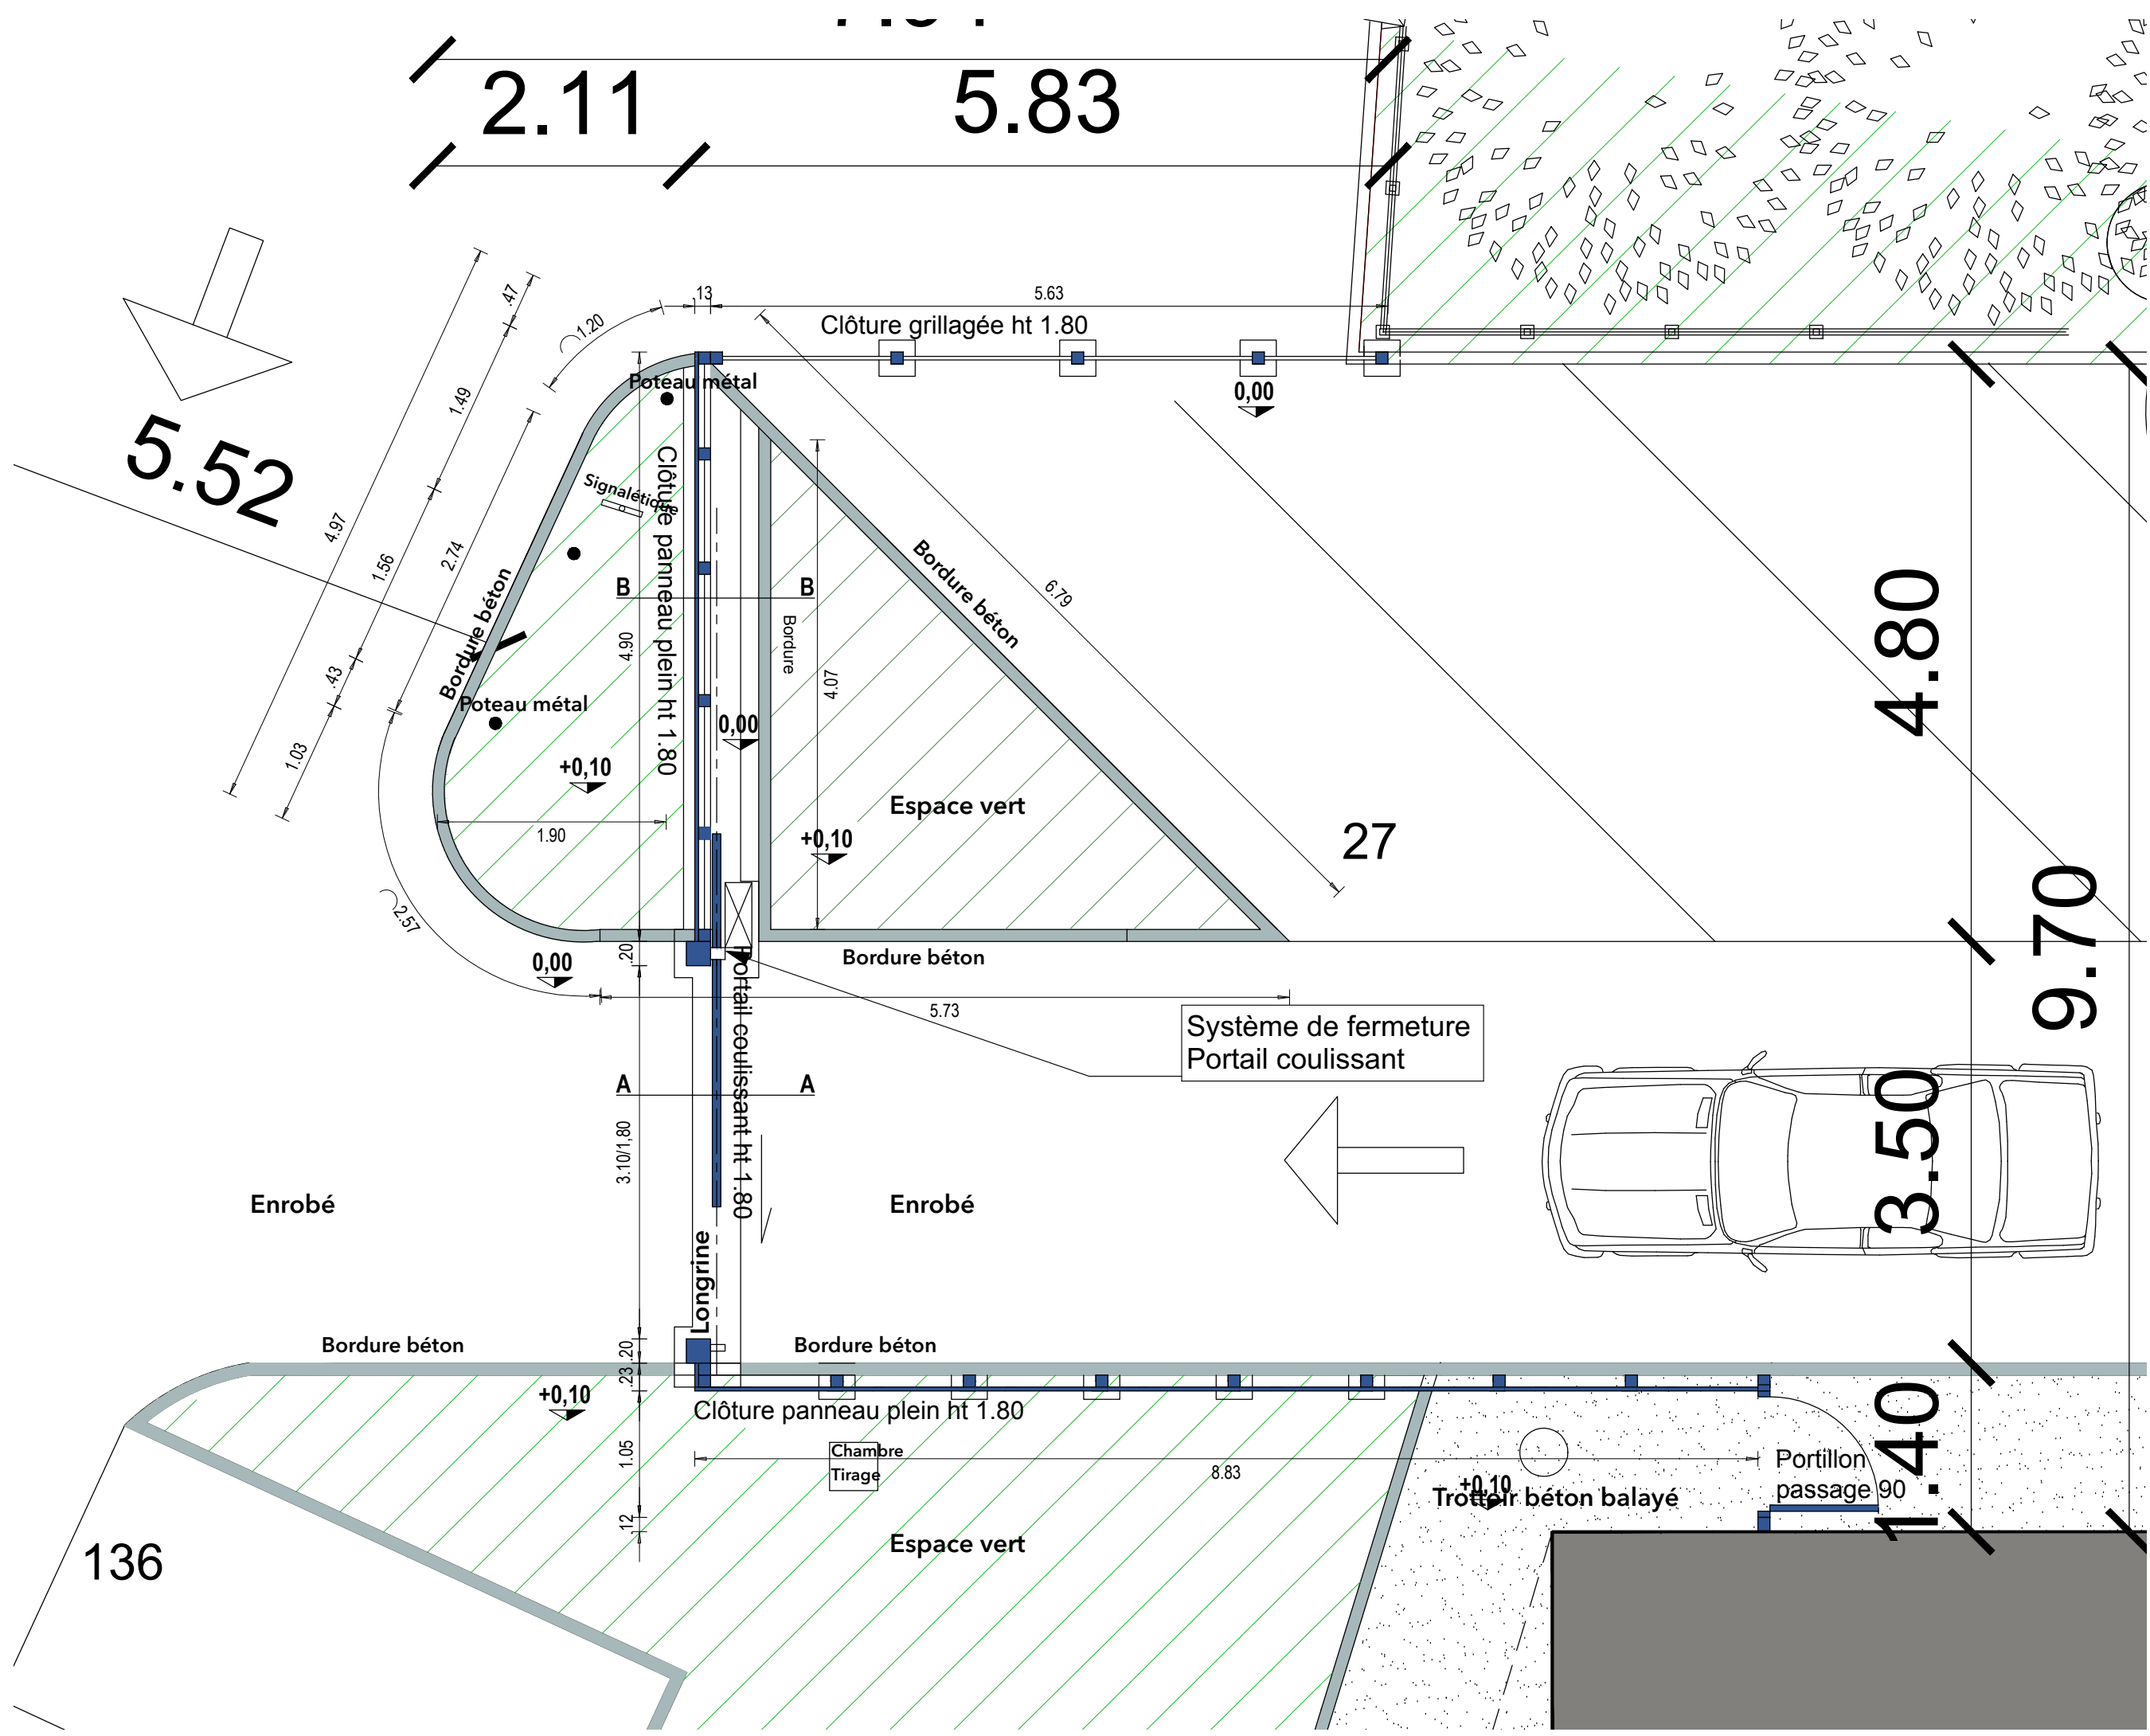 2.11
5.83
.13
5.63
Clôture grillagée ht 1.80
.47
1.20
Poteau métal
0,00
1.49
5.52
Signalétique
Clôture panneau plein ht 1.80
4.97
1.56
2.74
Bordure béton
B
B
Bordure
4.90
4.07
Bordure béton
6.79
4.80
.43
Poteau métal
0,00
1.03
+0,10
1.90
Espace vert
+0,10
27
9.70
2.57
.20
0,00
Bordure béton
5.73
Portail coulissant ht 1.80
Système de fermeture
Portail coulissant
A
A
3.10/1,80
3.50
Enrobé
Enrobé
Longrine
Bordure béton
.20
Bordure béton
.23
+0,10
Clôture panneau plein ht 1.80
1.05
Chambre
Tirage
8.83
Portillon
passage 90
1.40
+0,10
Trottoir béton balayé
.12
Espace vert
136